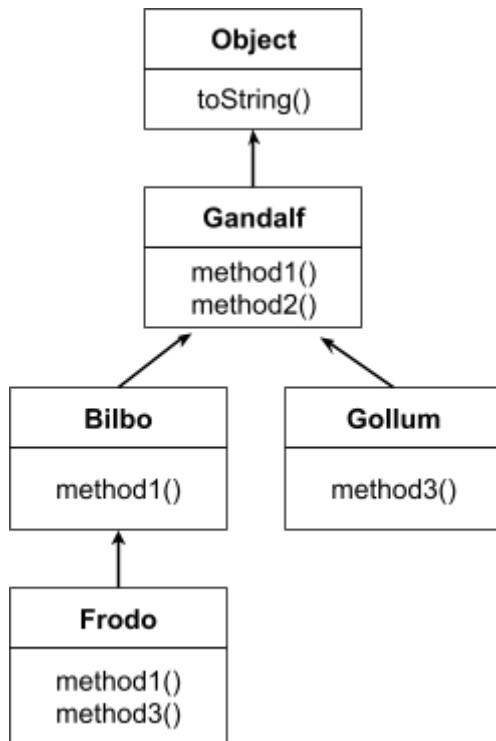 Object
toString()
Gandalf
method1()
method2()
Bilbo
method1()
Gollum
method3()
Frodo
method1()
method3()